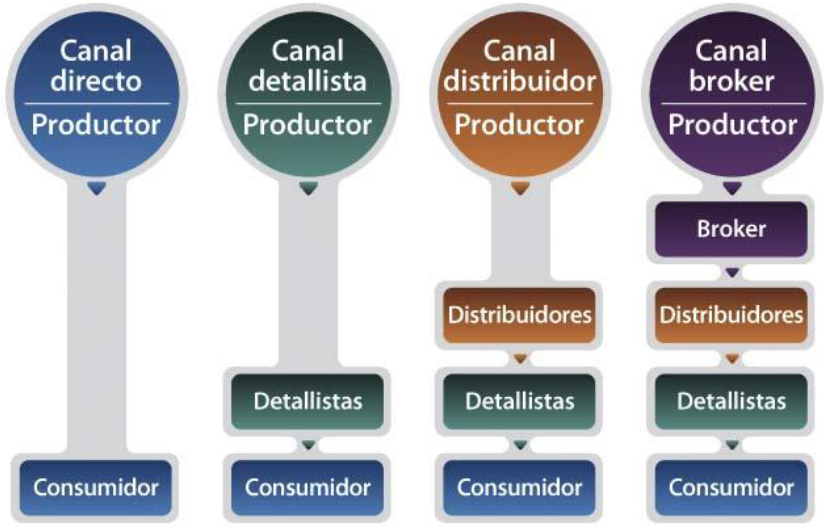 Canal
directo
Productor
Consumidor
Canal
detallista
Productor
Detallistas
Consumidor
Canal
distribuidor
Productor
Distribuidores
Detallistas
Consumidor
Canal
broker
Productor
Broker
Distribuidores
Detallistas
Consumidor